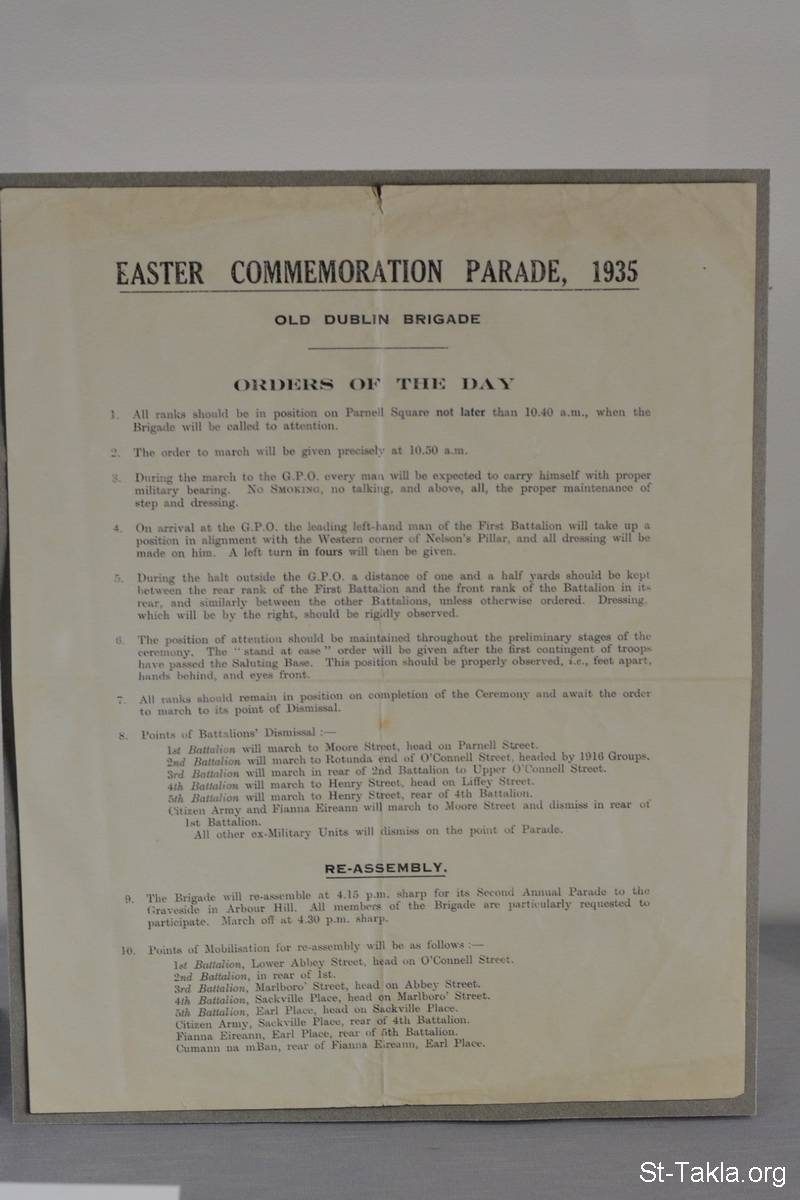 EASTER COMMEMORATION PARADE, 1935
OLD DUBLIN BRIGADE
ORDERS OF THE DAY
1. All ranks should be in position on Parnell Square not later than 10.40 a.m., when the
Brigade will be called to attention.
2. The order to march will be given precisely at 10.50 a.m.
3. During the march to the G.P.O. every man will be expected to carry himself with proper
military bearing. No Smoking, no talking, and above, all, the proper maintenance of
step and dressing.
4. On arrival at the G.P.O. the leading left-hand man of the First Battalion will take up a
position in alignment with the Western corner of Nelson's Pillar, and all dressing will be
made on him. A left turn in fours will then be given.
5. During the halt outside the G.P.O. a distance of one and a half yards should be kept
between the rear rank of the First Battalion and the front rank of the Battalion in its
rear, and similarly between the other Battalions, unless otherwise ordered. Dressing,
which will be by the right, should be rigidly observed.
6. The position of attention should be maintained throughout the preliminary stages of the
ceremony. The "stand at ease" order will be given after the first contingent of troops
have passed the Saluting Base. This position should be properly observed, i.e., feet apart,
hands behind, and eyes front.
7. All ranks should remain in position on completion of the Ceremony and await the order
to march to its point of Dismissal.
8. Points of Battalions' Dismissal :—
1st Battalion will march to Moore Street, head on Parnell Street.
2nd Battalion will march to Rotunda end of O'Connell Street, headed by 1916 Groups.
3rd Battalion will march in rear of 2nd Battalion to Upper O'Connell Street.
4th Battalion will march to Henry Street, head on Liffey Street.
5th Battalion will march to Henry Street, rear of 4th Battalion.
Citizen Army and Fianna Eireann will march to Moore Street and dismiss in rear of
1st Battalion.
All other ex-Military Units will dismiss on the point of Parade.
RE-ASSEMBLY.
9. The Brigade will re-assemble at 4.15 p.m. sharp for its Second Annual Parade to the
Graveside in Arbour Hill. All members of the Brigade are particularly requested to
participate. March off at 4.30 p.m. sharp.
10. Points of Mobilisation for re-assembly will be as follows :—
1st Battalion, Lower Abbey Street, head on O'Connell Street.
2nd Battalion, in rear of 1st.
3rd Battalion, Marlboro' Street, head on Abbey Street.
4th Battalion, Sackville Place, head on Marlboro' Street.
5th Battalion, Earl Place, head on Sackville Place.
Citizen Army, Sackville Place, rear of 4th Battalion.
Fianna Eireann, Earl Place, rear of 5th Battalion.
Cumann na mBan, rear of Fianna Eireann, Earl Place.
St-Takla.org